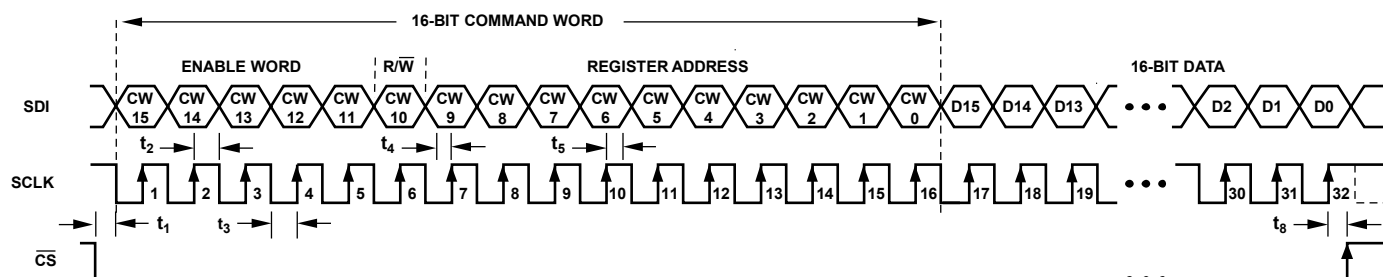 16-BIT COMMAND WORD
ENABLE WORD R/W̅ REGISTER ADDRESS 16-BIT DATA
SDI CW 15 CW 14 CW 13 CW 12 CW 11 CW 10 CW 9 CW 8 CW 7 CW 6 CW 5 CW 4 CW 3 CW 2 CW 1 CW 0 D15 D14 D13 • • • D2 D1 D0
t2 t4 t5
SCLK 1 2 3 4 5 6 7 8 9 10 11 12 13 14 15 16 17 18 19 • • • 30 31 32
t1 t3 t8
C̅S̅